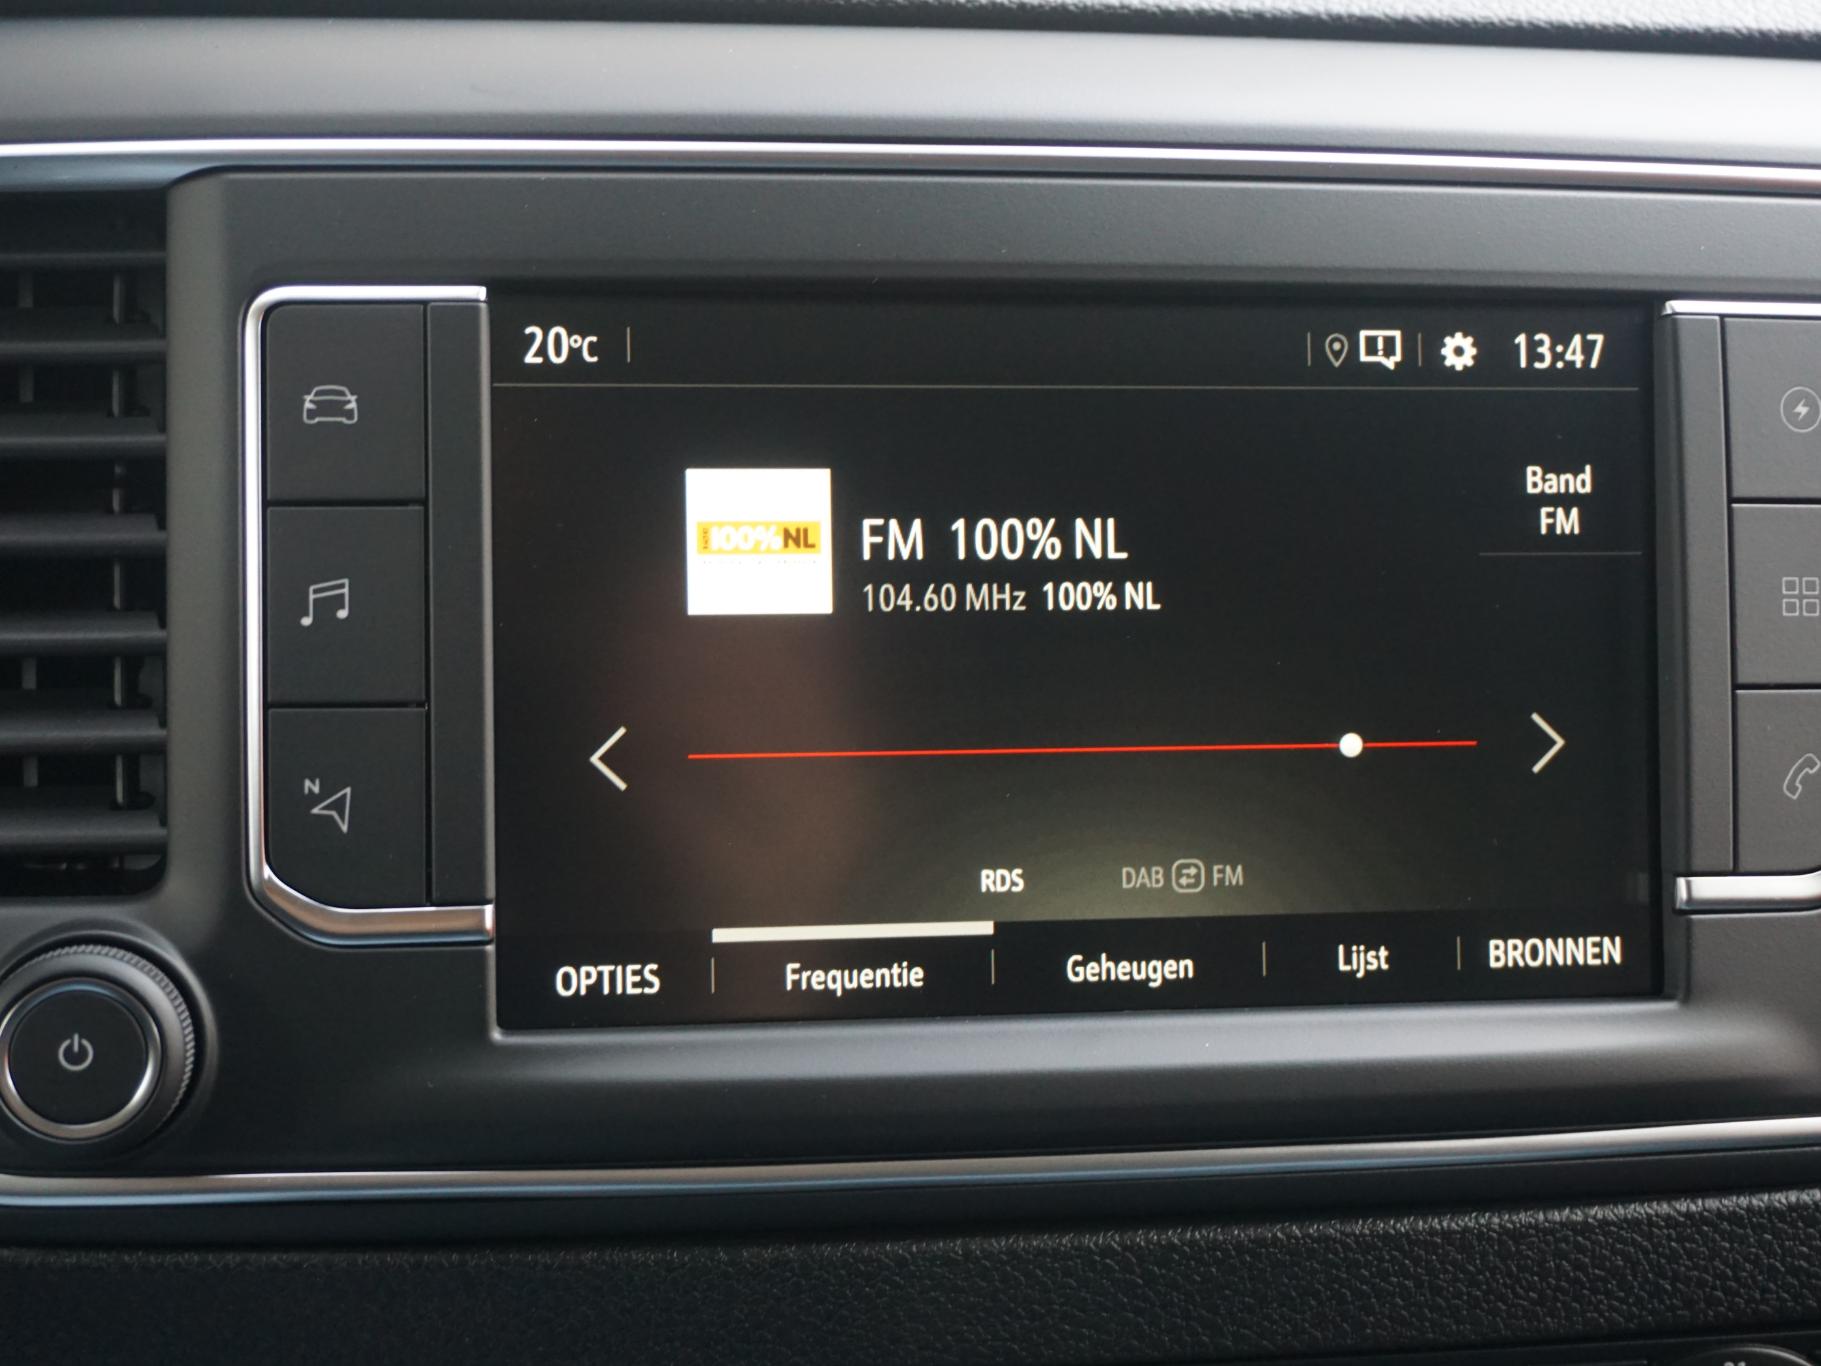 20°C
13:47
Band
FM
100% NL
FM 100% NL
104.60 MHz 100% NL
N
RDS
DAB FM
OPTIES
Frequentie
Geheugen
Lijst
BRONNEN